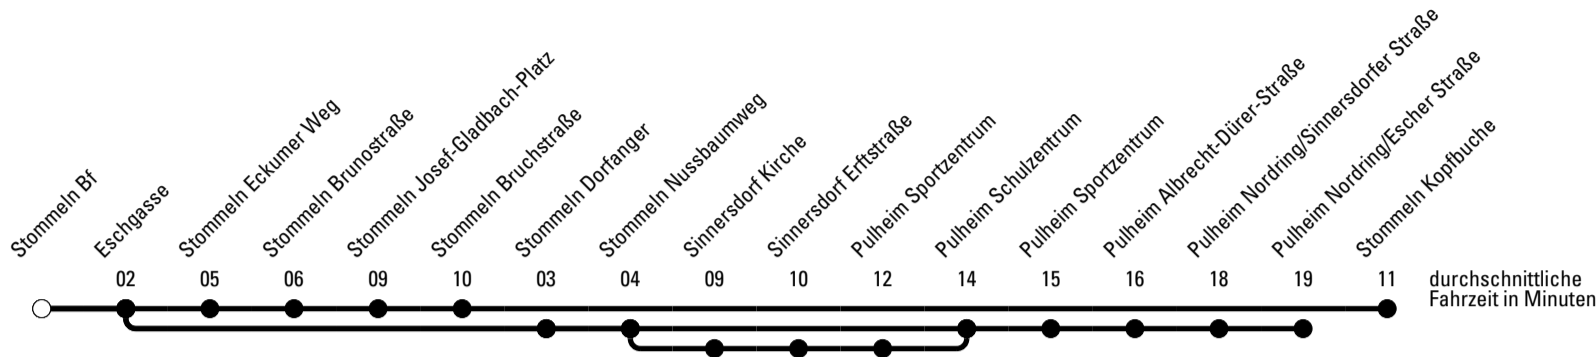 Stommeln Bf
Eschgasse
Stommeln Eckumer Weg
Stommeln Brunostraße
Stommeln Josef-Gladbach-Platz
Stommeln Bruchstraße
Stommeln Dorfanger
Stommeln Nussbaumweg
Sinnersdorf Kirche
Sinnersdorf Erftstraße
Pulheim Sportzentrum
Pulheim Schulzentrum
Pulheim Sportzentrum
Pulheim Albrecht-Dürer-Straße
Pulheim Nordring/Sinnersdorfer Straße
Pulheim Nordring/Escher Straße
Stommeln Kopfbuche
02 05 06 09 10 03 04 09 10 12 14 15 16 18 19 11
durchschnittliche
Fahrzeit in Minuten